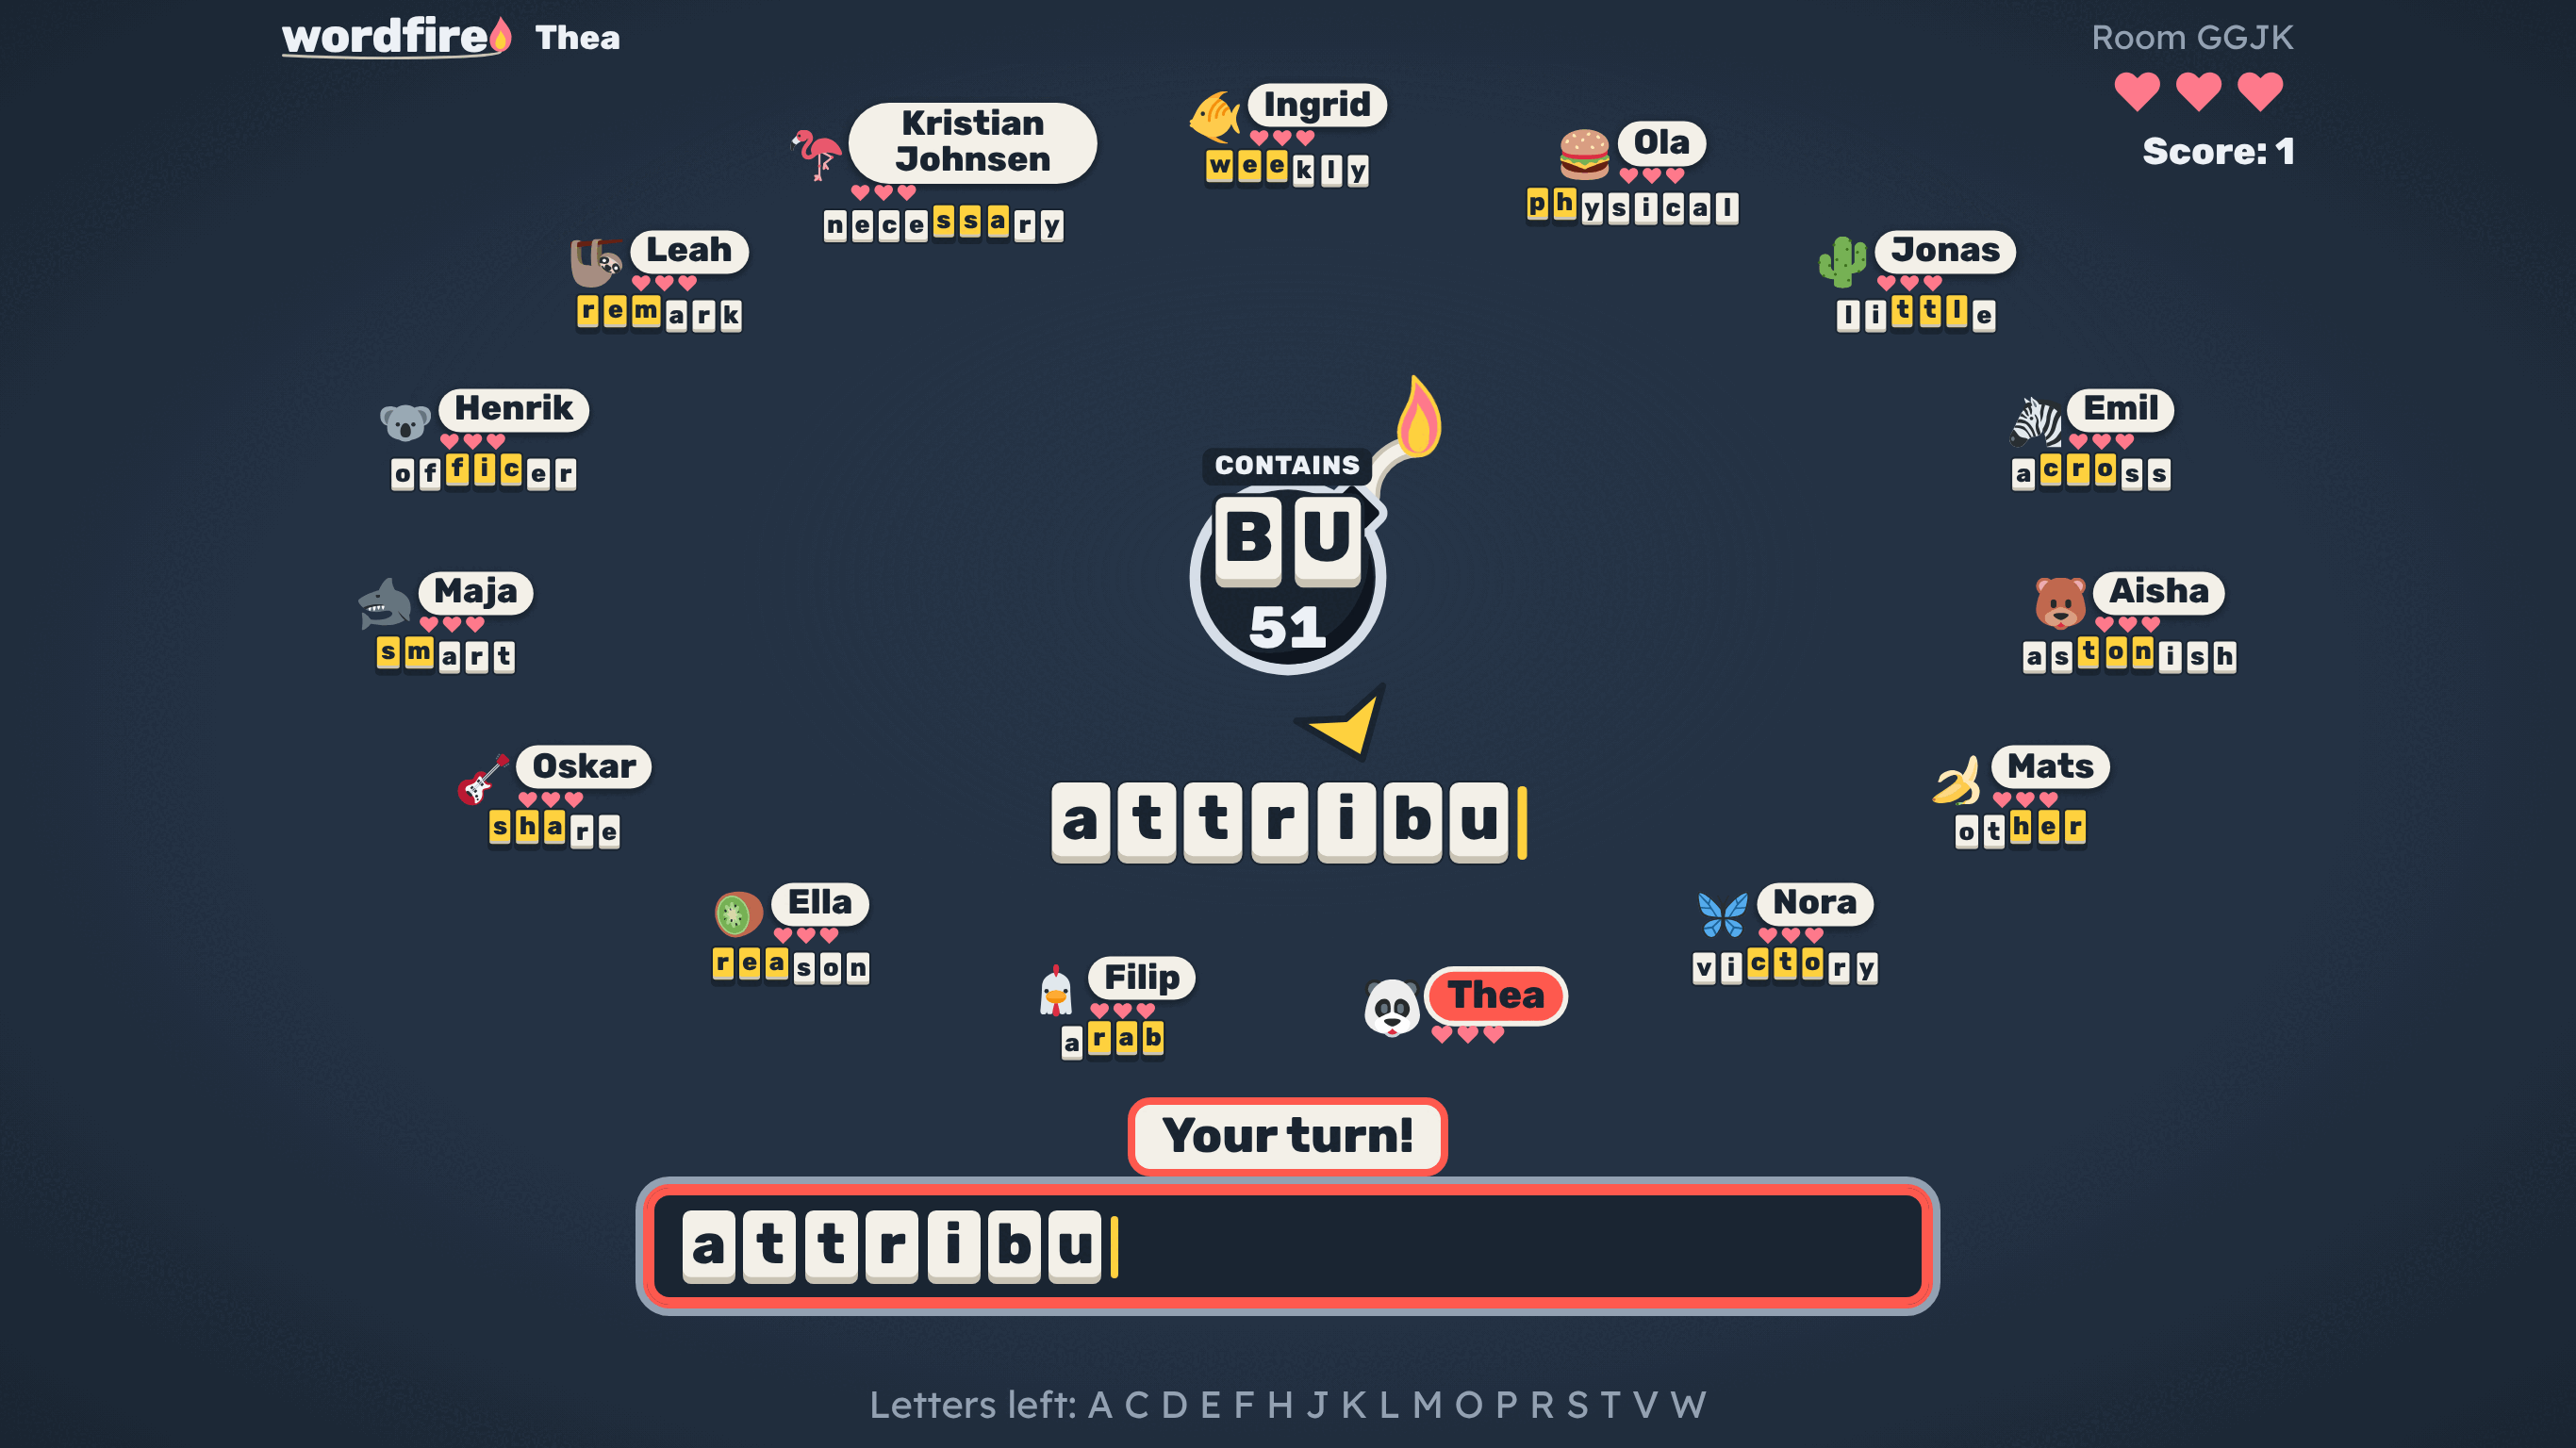 wordfire Thea
Room GGJK
Score: 1
Kristian
Johnsen
necessary
Ingrid
weekly
Ola
physical
Leah
remark
Jonas
litttle
Henrik
offficer
Emil
across
CONTAINS
BU
51
Maja
smart
Aisha
astonish
Oskar
share
Mats
other
attribu
Ella
reason
Nora
victory
Filip
arab
Thea
Your turn!
attribu
Letters left: A C D E F H J K L M O P R S T V W